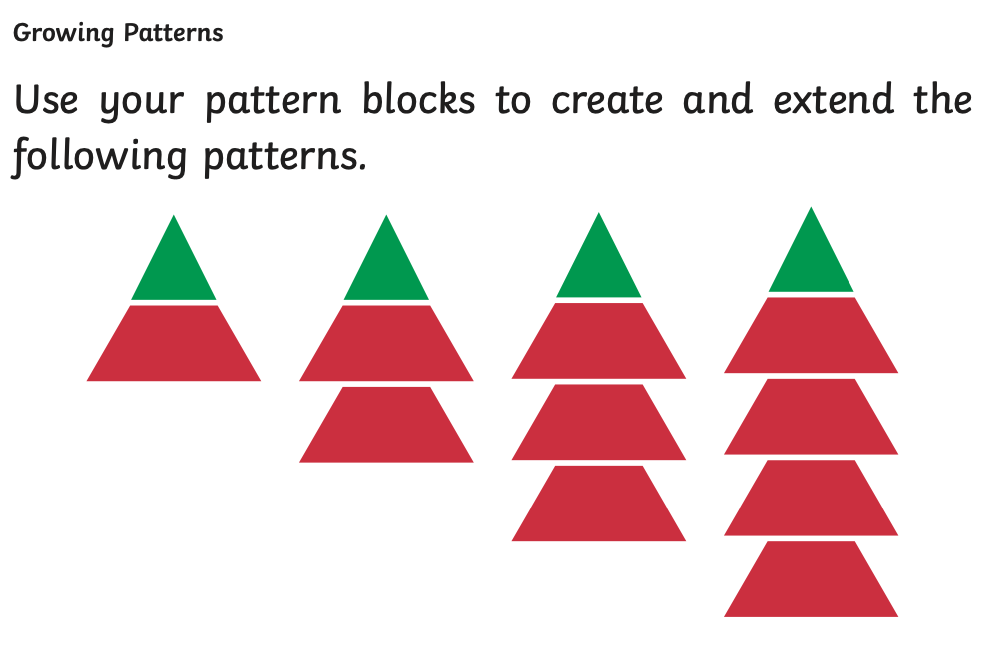 Growing Patterns
Use your pattern blocks to create and extend the
following patterns.